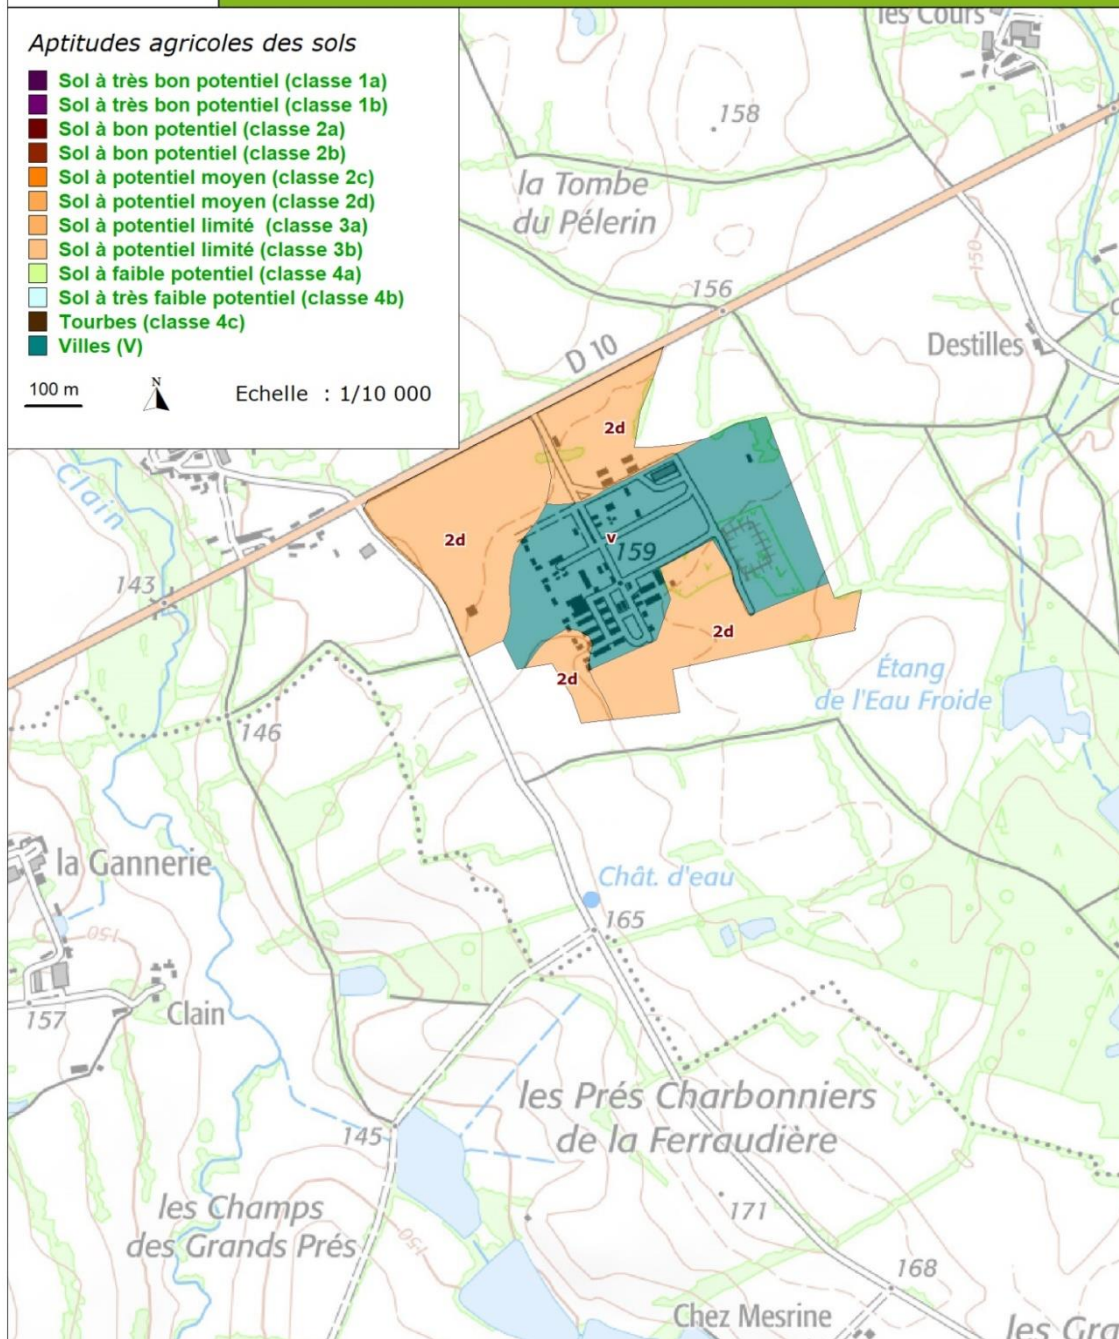 Aptitudes agricoles des sols
Sol à très bon potentiel (classe 1a)
Sol à très bon potentiel (classe 1b)
Sol à bon potentiel (classe 2a)
Sol à bon potentiel (classe 2b)
Sol à potentiel moyen (classe 2c)
Sol à potentiel moyen (classe 2d)
Sol à potentiel limité (classe 3a)
Sol à potentiel limité (classe 3b)
Sol à faible potentiel (classe 4a)
Sol à très faible potentiel (classe 4b)
Tourbes (classe 4c)
Villes (V)
100 m
N
Echelle : 1/10 000
les Cours
158
la Tombe
du Pélerin
150
156
D 10
Destilles
2d
Clain
2d
v
159
143
2d
2d
Étang
de l'Eau Froide
146
la Gannerie
Chât. d'eau
165
150
157
Clain
les Prés Charbonniers
de la Ferraudière
145
les Champs
des Grands Prés
150
171
168
Chez Mesrine
les Gra